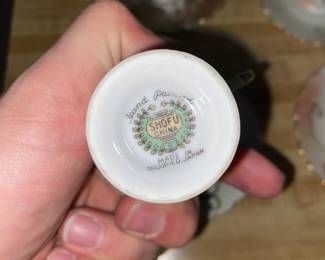 Hand Painted
SHOFU
CHINA
MADE IN
OCCUPIED JAPAN